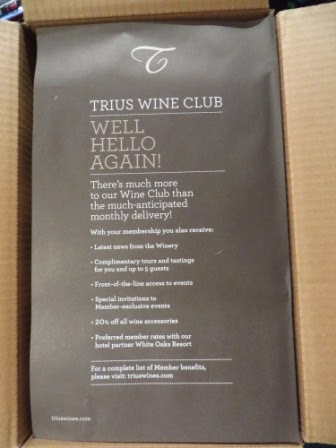 T
TRIUS WINE CLUB
WELL
HELLO
AGAIN!
There's much more
to our Wine Club than
the much-anticipated
monthly delivery!
With your membership you also receive:
• Latest news from the Winery
• Complimentary tours and tastings
for you and up to 5 guests
• Front-of-the-line access to events
• Special invitations to
Member-exclusive events
• 20% off all wine accessories
• Preferred member rates with our
hotel partner White Oaks Resort
For a complete list of Member benefits,
please visit: triuswines.com
triuswines.com